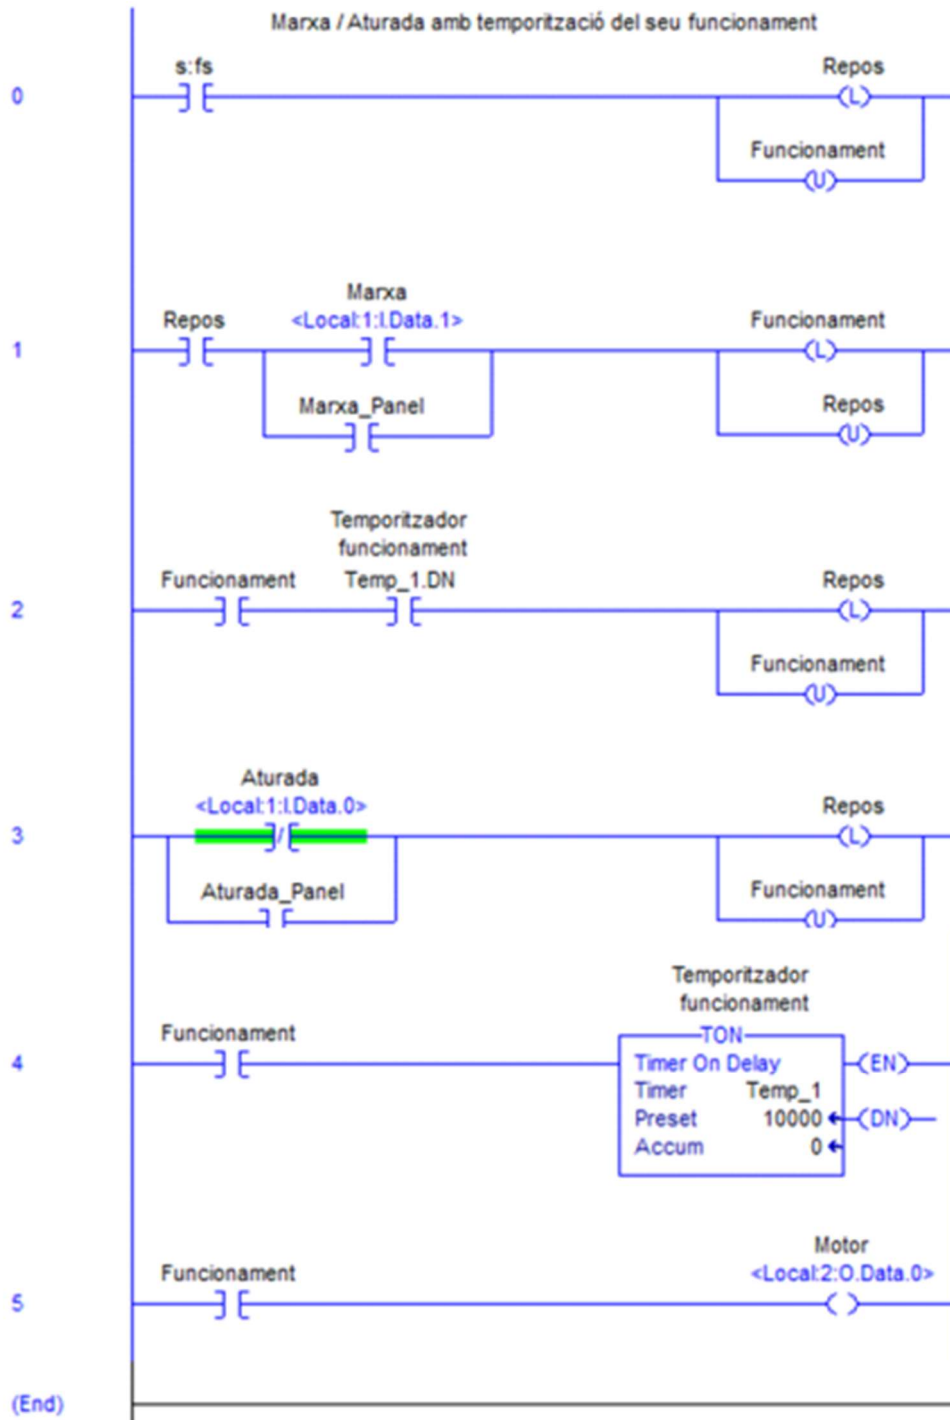 Marxa / Aturada amb temporització del seu funcionament
s:fs
Repos
0
L
Funcionament
U
Marxa
Repos
<Local:1:I.Data.1>
Funcionament
1
L
Marxa_Panel
Repos
U
Temporitzador
funcionament
Funcionament
Temp_1.DN
Repos
2
L
Funcionament
U
Aturada
<Local:1:I.Data.0>
Repos
3
/
L
Aturada_Panel
Funcionament
U
Temporitzador
funcionament
Funcionament
TON
4
Timer On Delay
EN
Timer Temp_1
Preset 10000
DN
Accum 0
Motor
Funcionament
<Local:2:O.Data.0>
5
(End)